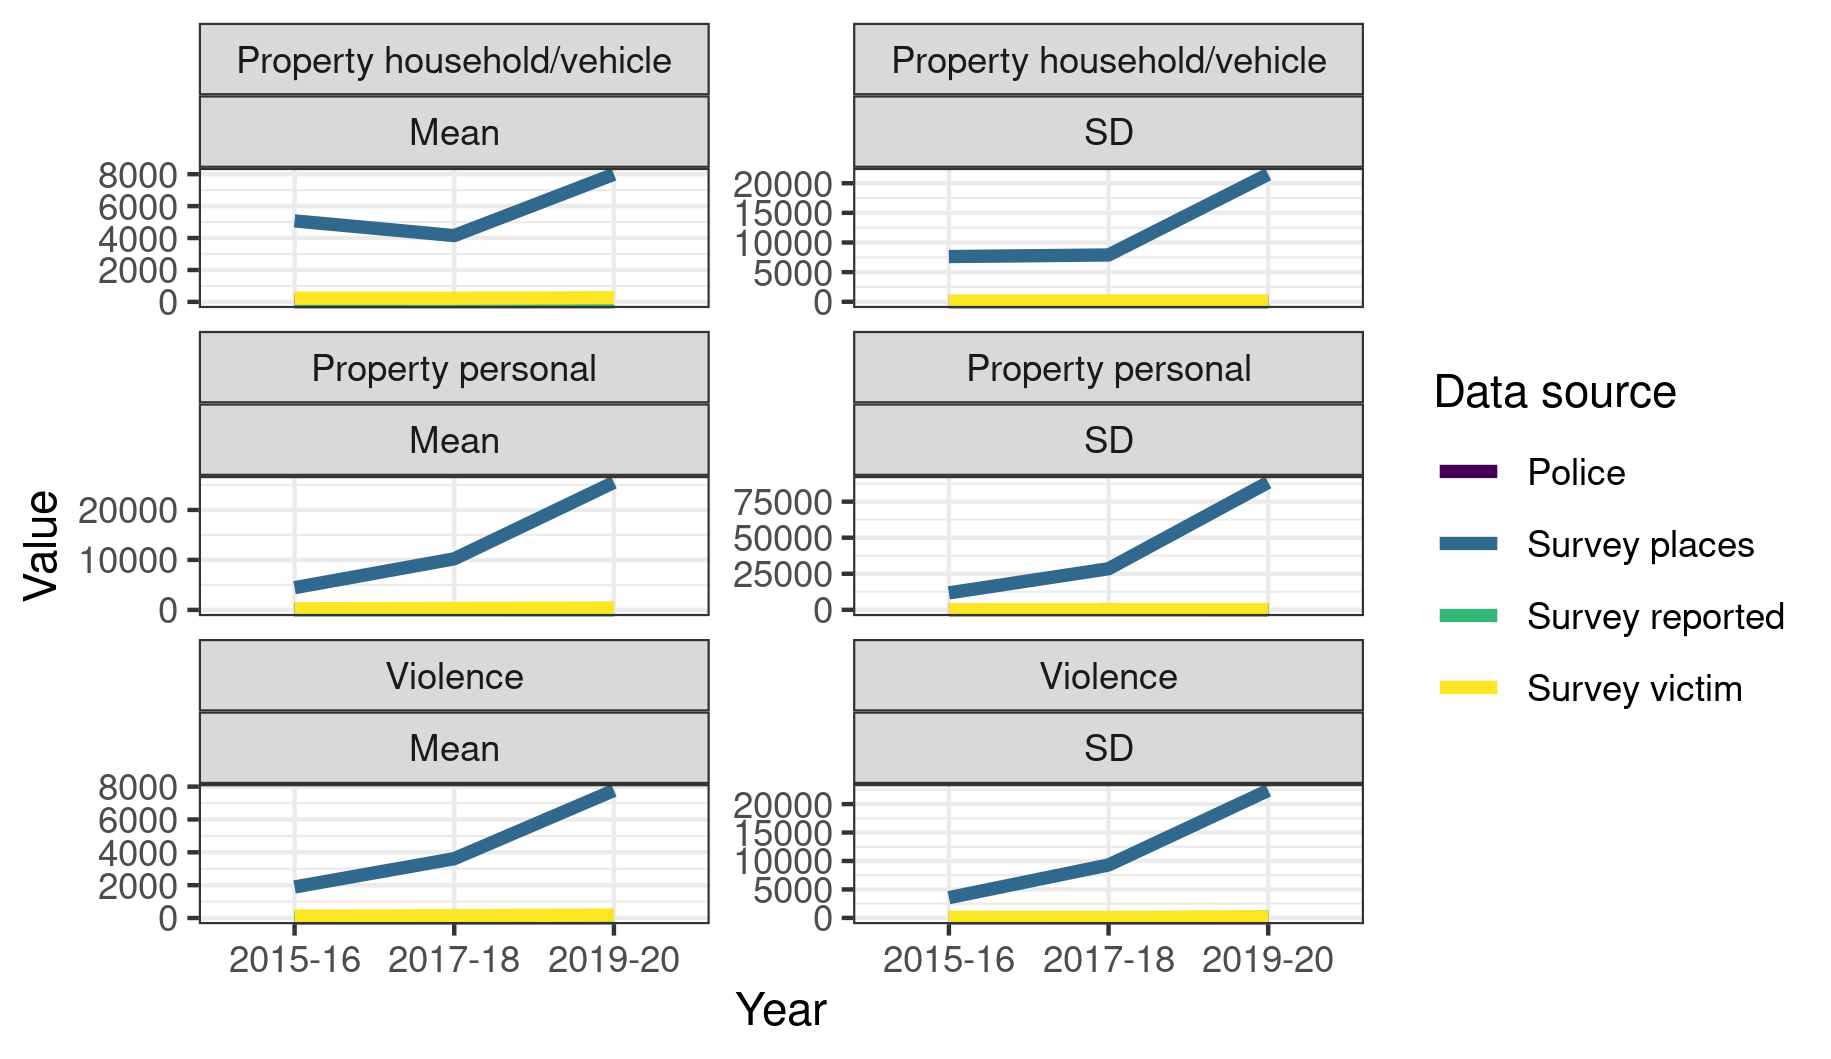 Property household/vehicle
Property household/vehicle
Mean
SD
8000
6000
4000
2000
0
20000
15000
10000
5000
0
Property personal
Property personal
Mean
SD
20000
10000
0
75000
50000
25000
0
Violence
Violence
Mean
SD
8000
6000
4000
2000
0
20000
15000
10000
5000
0
2015-16 2017-18 2019-20
2015-16 2017-18 2019-20
Value
Year
Data source
Police
Survey places
Survey reported
Survey victim